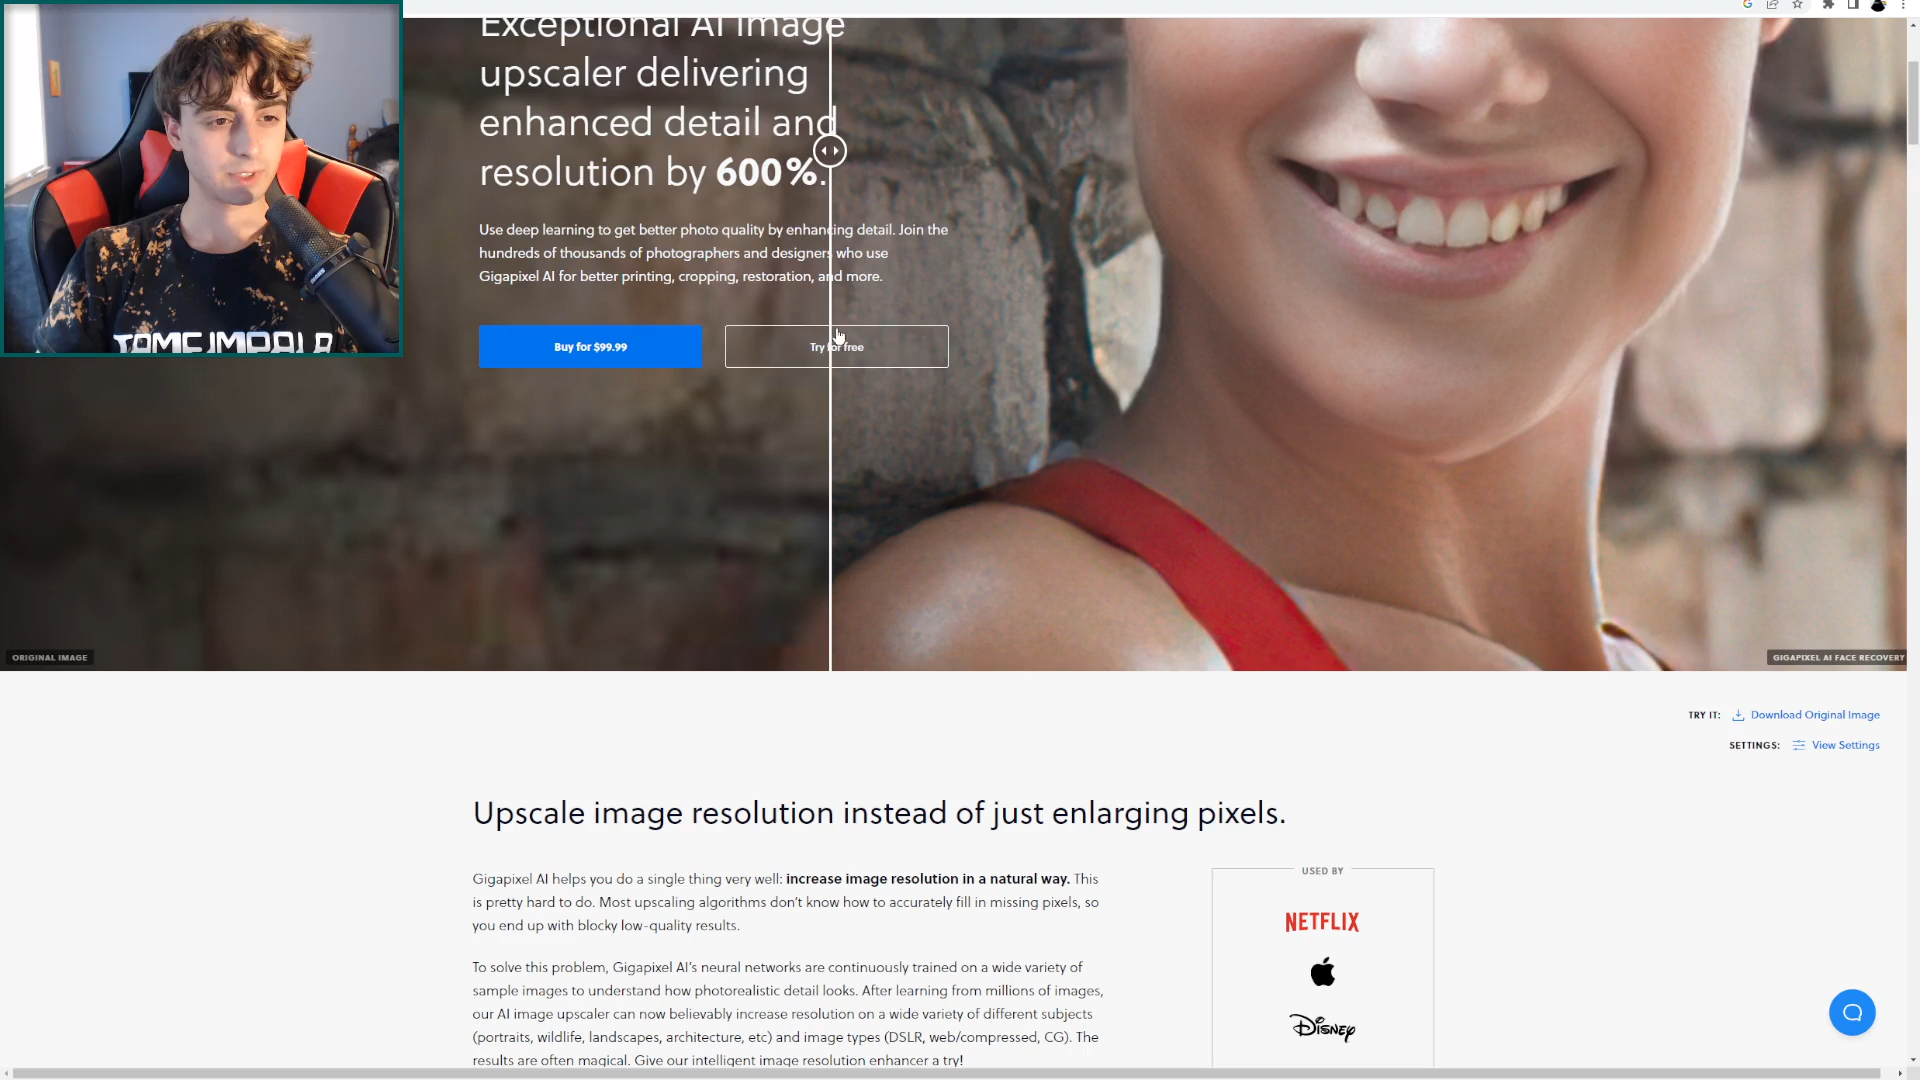 Exceptional AI image
upscaler delivering
enhanced detail and
resolution by 600%.
Use deep learning to get better photo quality by enhancing detail. Join the
hundreds of thousands of photographers and designers who use
Gigapixel AI for better printing, cropping, restoration, and more.
Buy for $99.99
Try for free
TAME IMPALA
ORIGINAL IMAGE
GIGAPIXEL AI FACE RECOVERY
TRY IT: Download Original Image
SETTINGS: View Settings
Upscale image resolution instead of just enlarging pixels.
Gigapixel AI helps you do a single thing very well: increase image resolution in a natural way. This
is pretty hard to do. Most upscaling algorithms don't know how to accurately fill in missing pixels, so
you end up with blocky low-quality results.
To solve this problem, Gigapixel AI's neural networks are continuously trained on a wide variety of
sample images to understand how photorealistic detail looks. After learning from millions of images,
our AI image upscaler can now believably increase resolution on a wide variety of different subjects
(portraits, wildlife, landscapes, architecture, etc) and image types (DSLR, web/compressed, CG). The
results are often magical. Give our intelligent image resolution enhancer a try!
USED BY
NETFLIX
Disney